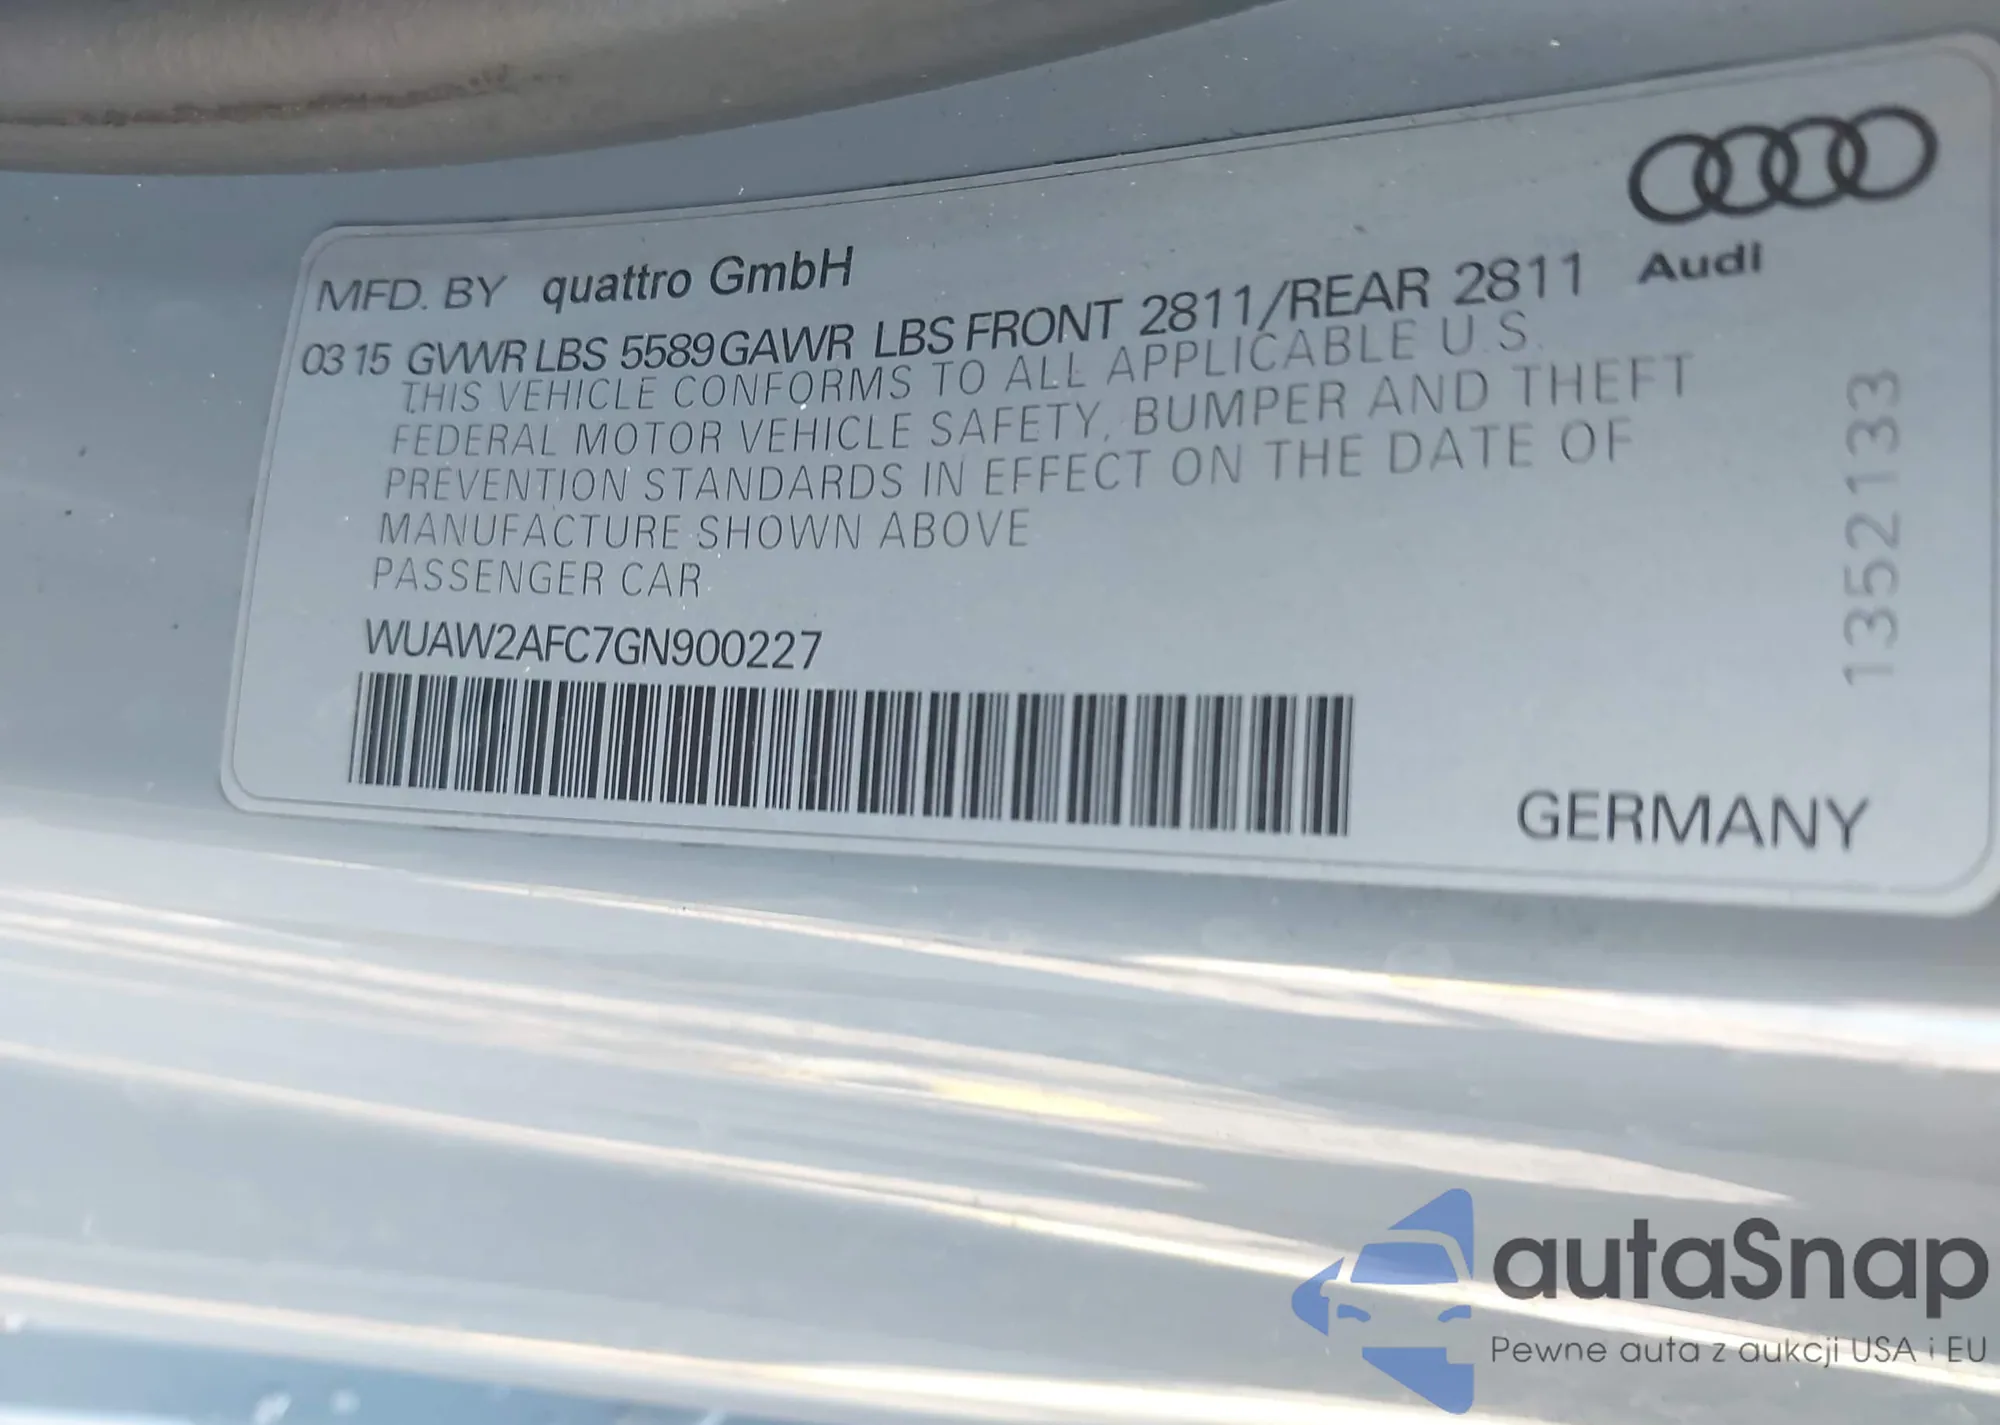 MFD. BY quattro GmbH
Audi
03 15 GVWR LBS 5589 GAWR LBS FRONT 2811/REAR 2811
THIS VEHICLE CONFORMS TO ALL APPLICABLE U.S.
FEDERAL MOTOR VEHICLE SAFETY, BUMPER AND THEFT
PREVENTION STANDARDS IN EFFECT ON THE DATE OF
MANUFACTURE SHOWN ABOVE
PASSENGER CAR
WUAW2AFC7GN900227
1352133
GERMANY
autaSnap
Pewne auta z aukcji USA i EU